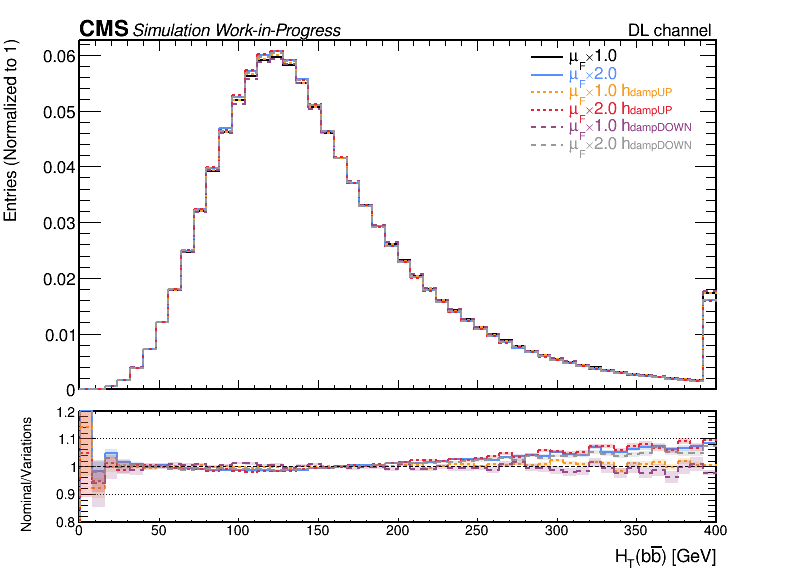 CMS Simulation Work-in-Progress DL channel
Entries (Normalized to 1)
0.06
0.05
0.04
0.03
0.02
0.01
0
μF×1.0
μF×2.0
μF×1.0 hdampUP
μF×2.0 hdampUP
μF×1.0 hdampDOWN
μF×2.0 hdampDOWN
Nominal/Variations
1.2
1.1
1
0.9
0.8
0 50 100 150 200 250 300 350 400
HT(bb̅) [GeV]